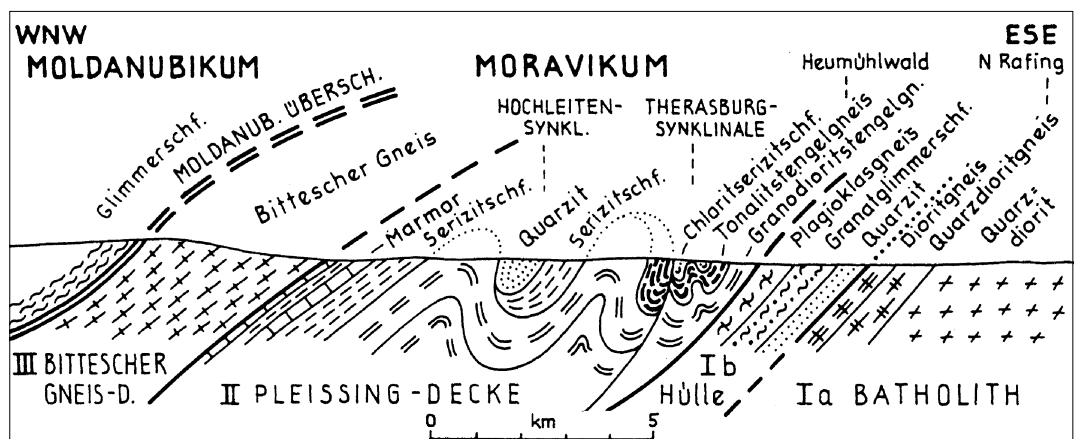 WNW
MOLDANUBIKUM
MORAVIKUM
ESE
N Rafing
Heumühlwald
HOCHLEITEN-
SYNKL.
THERASBURG-
SYNKLINALE
Glimmerschf.
MOLDANUB. ÜBERSCH.
Bittescher Gneis
Marmor
Serizitschf.
Quarzit
Serizitschf.
Chloritserizitschf.
Tonalitstengelgneis
Granodioritstengelgn.
Plagioklasgneis
Granatglimmerschf.
Quarzit
Dioritgneis
Quarzdioritgneis
Quarz=
diorit
III BITTESCHER
GNEIS-D.
II PLEISSING-DECKE
Ib
Hülle
Ia BATHOLITH
0 km 5